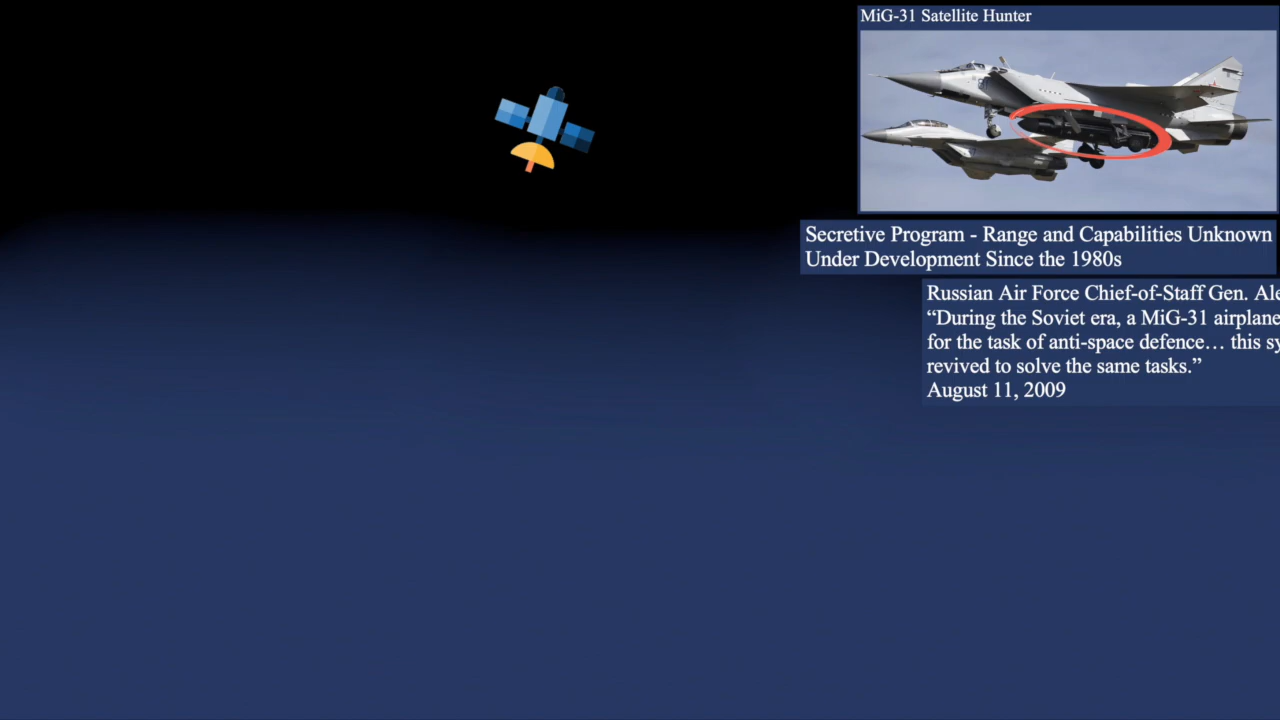 MiG-31 Satellite Hunter
Secretive Program - Range and Capabilities Unknown
Under Development Since the 1980s
Russian Air Force Chief-of-Staff Gen.
“During the Soviet era, a MiG-31 airplane
for the task of anti-space defence… this
revived to solve the same tasks.”
August 11, 2009